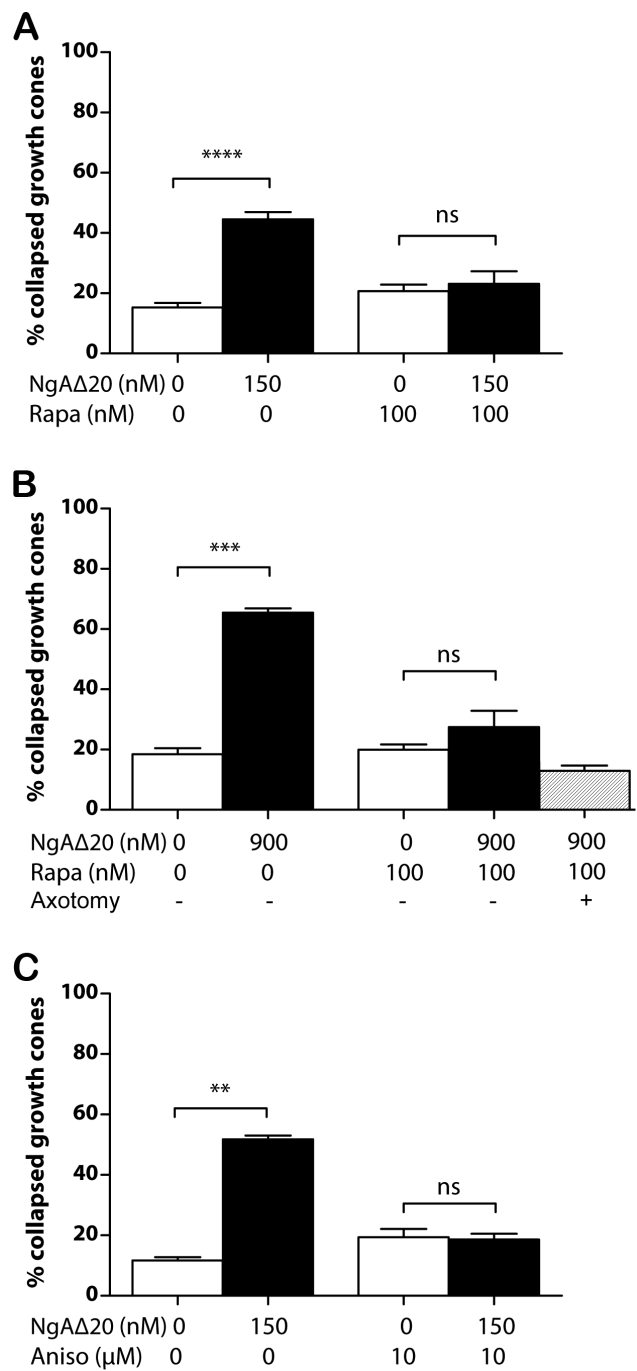 A
% collapsed growth cones
100
80
60
40
20
0
****
ns
NgAΔ20 (nM) 0 150 0 150
Rapa (nM) 0 0 100 100
B
% collapsed growth cones
100
80
60
40
20
0
***
ns
NgAΔ20 (nM) 0 900 0 900 900
Rapa (nM) 0 0 100 100 100
Axotomy - - - - +
C
% collapsed growth cones
100
80
60
40
20
0
**
ns
NgAΔ20 (nM) 0 150 0 150
Aniso (μM) 0 0 10 10